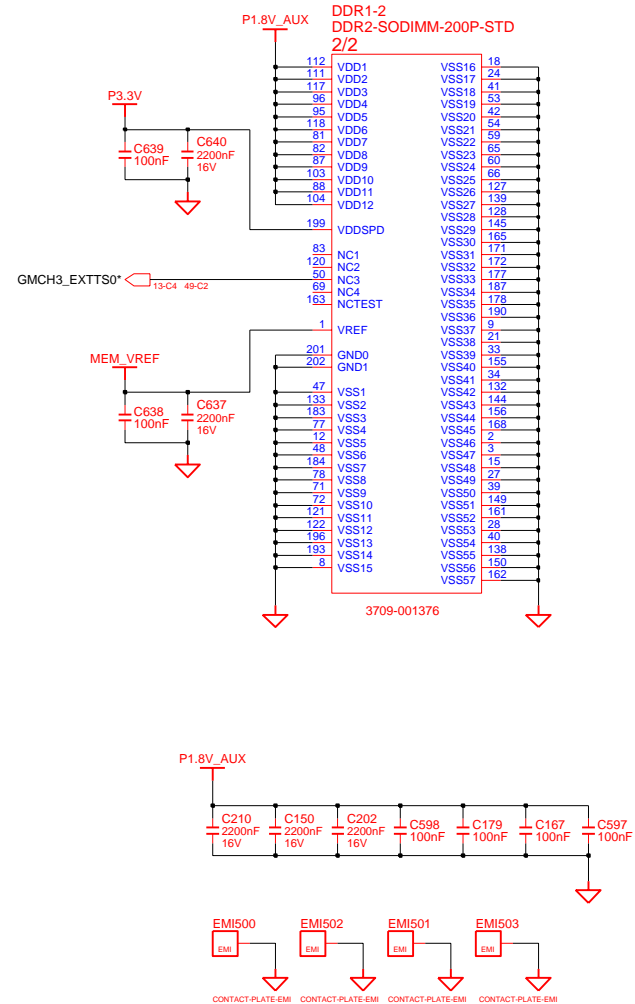 DDR1-2
P1.8V_AUX
DDR2-SODIMM-200P-STD
2/2
112 VDD1 VSS16 18
111 VDD2 VSS17 24
117 VDD3 VSS18 41
96 VDD4 VSS19 53
95 VDD5 VSS20 42
118 VDD6 VSS21 54
81 VDD7 VSS22 59
82 VDD8 VSS23 65
87 VDD9 VSS24 60
103 VDD10 VSS25 66
88 VDD11 VSS26 127
104 VDD12 VSS27 139
VSS28 128
199 VDDSPD VSS29 145
VSS30 165
83 NC1 VSS31 171
120 NC2 VSS32 172
50 NC3 VSS33 177
69 NC4 VSS34 187
163 NCTEST VSS35 178
VSS36 190
1 VREF VSS37 9
VSS38 21
201 GND0 VSS39 33
202 GND1 VSS40 155
VSS41 34
47 VSS1 VSS42 132
133 VSS2 VSS43 144
183 VSS3 VSS44 156
77 VSS4 VSS45 168
12 VSS5 VSS46 2
48 VSS6 VSS47 3
184 VSS7 VSS48 15
78 VSS8 VSS49 27
71 VSS9 VSS50 39
72 VSS10 VSS51 149
121 VSS11 VSS52 161
122 VSS12 VSS53 28
196 VSS13 VSS54 40
193 VSS14 VSS55 138
8 VSS15 VSS56 150
VSS57 162
3709-001376
P3.3V
C639 C640
100nF 2200nF
16V
GMCH3_EXTTS0* 13-C4 49-C2
MEM_VREF
C638 C637
100nF 2200nF
16V
P1.8V_AUX
C210 C150 C202 C598 C179 C167 C597
2200nF 2200nF 2200nF 100nF 100nF 100nF 100nF
16V 16V 16V
EMI500 EMI502 EMI501 EMI503
EMI EMI EMI EMI
CONTACT-PLATE-EMI CONTACT-PLATE-EMI CONTACT-PLATE-EMI CONTACT-PLATE-EMI